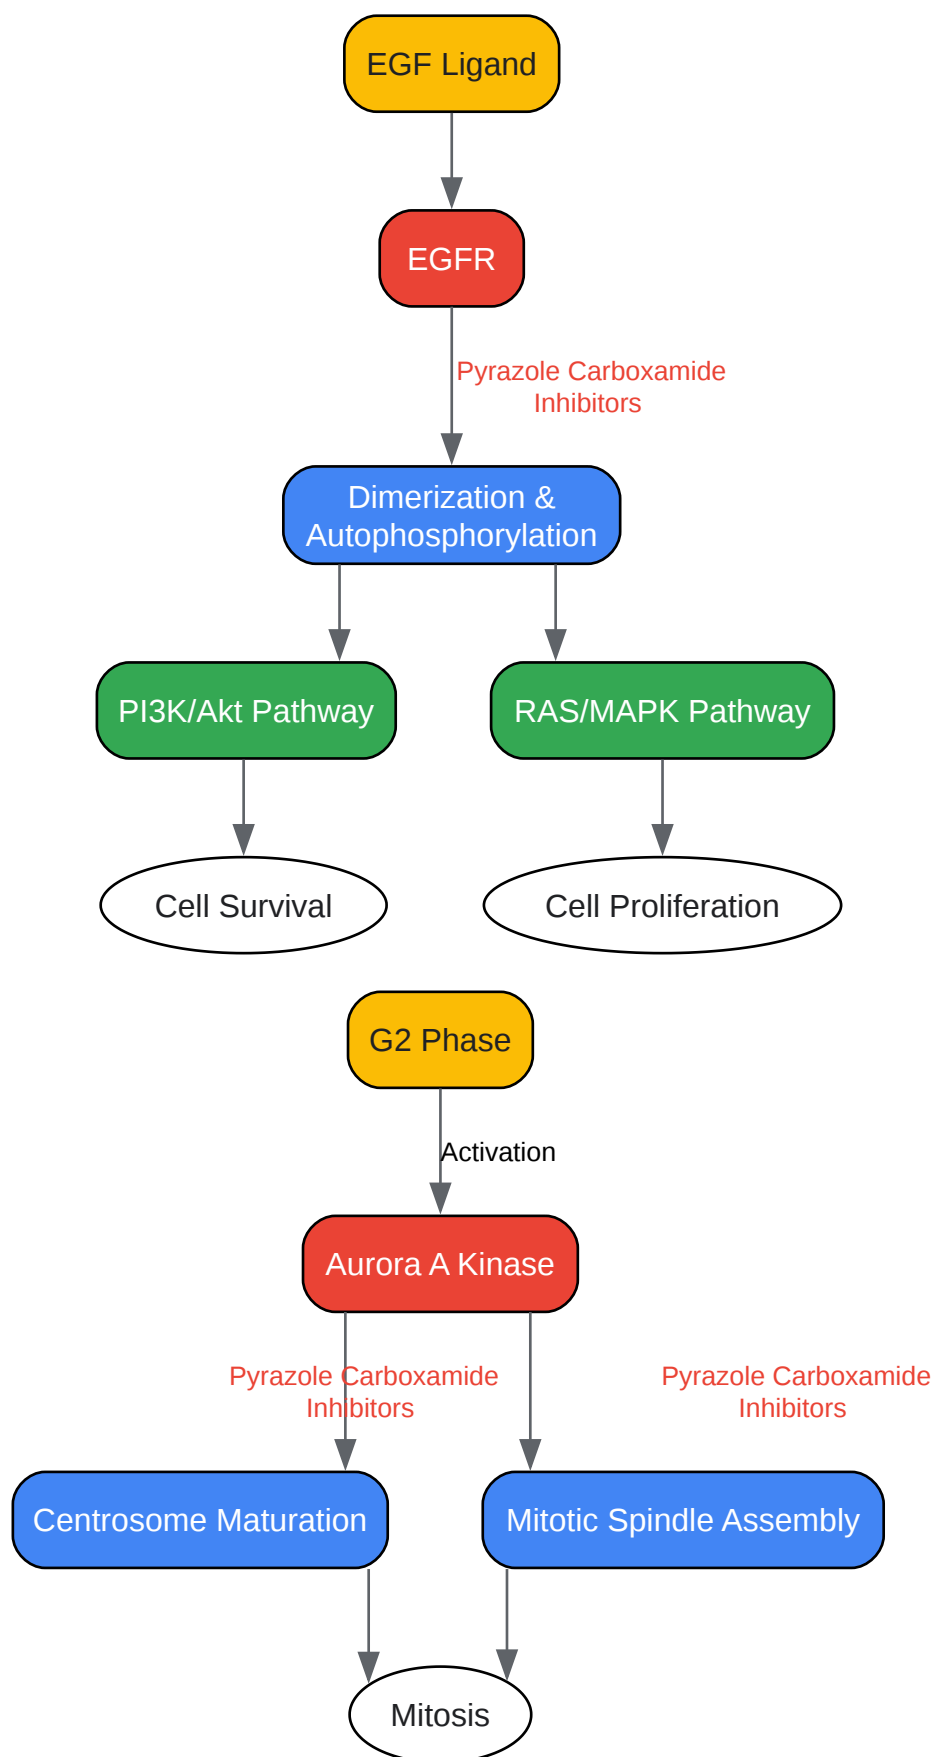 EGF Ligand
EGFR
Pyrazole Carboxamide
Inhibitors
Dimerization &
Autophosphorylation
PI3K/Akt Pathway
RAS/MAPK Pathway
Cell Survival
Cell Proliferation
G2 Phase
Activation
Aurora A Kinase
Pyrazole Carboxamide
Inhibitors
Pyrazole Carboxamide
Inhibitors
Centrosome Maturation
Mitotic Spindle Assembly
Mitosis